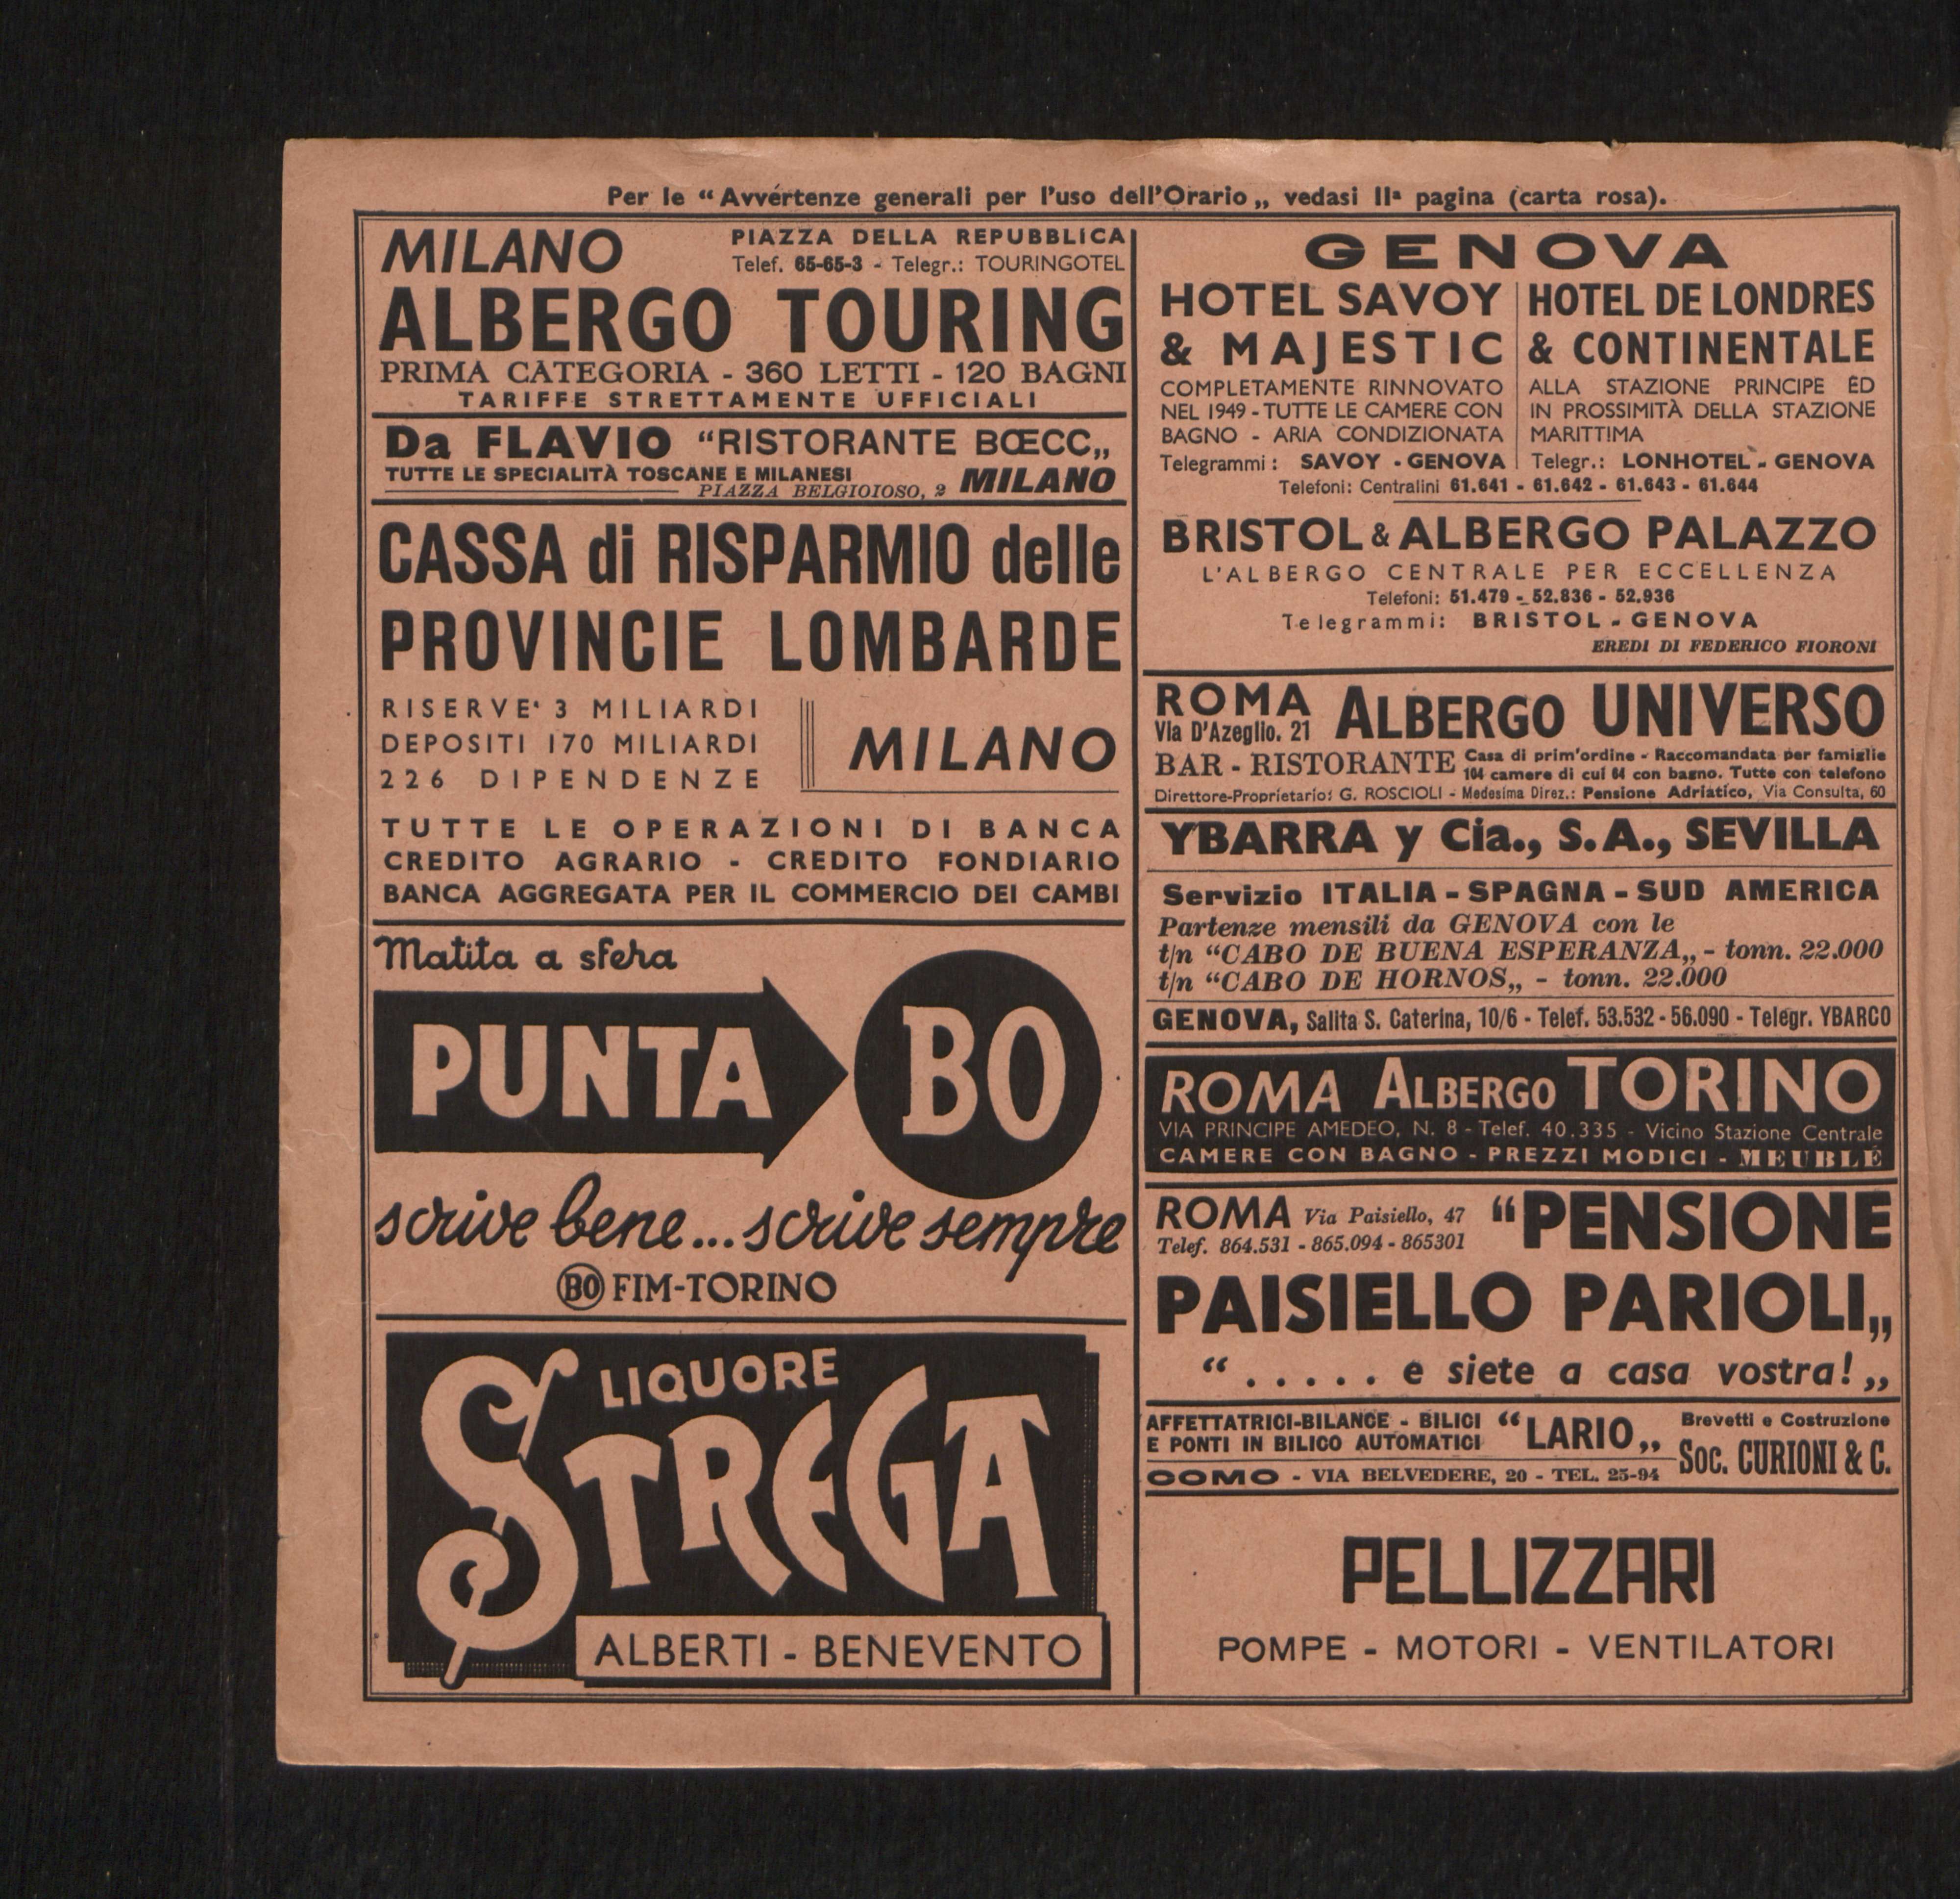 Per le “Avvértenze generali per l’uso dell’Orario„ vedasi IIª pagina (carta rosa).
MILANO
PIAZZA DELLA REPUBBLICA
Telef. 65-65-3 - Telegr.: TOURINGOTEL
ALBERGO TOURING
PRIMA CATEGORIA - 360 LETTI - 120 BAGNI
TARIFFE STRETTAMENTE UFFICIALI
Da FLAVIO “RISTORANTE BŒCC„
TUTTE LE SPECIALITÀ TOSCANE E MILANESI
PIAZZA BELGIOIOSO, 2 MILANO
CASSA di RISPARMIO delle
PROVINCIE LOMBARDE
RISERVE 3 MILIARDI
DEPOSITI 170 MILIARDI
226 DIPENDENZE
MILANO
TUTTE LE OPERAZIONI DI BANCA
CREDITO AGRARIO - CREDITO FONDIARIO
BANCA AGGREGATA PER IL COMMERCIO DEI CAMBI
Matita a sfera
PUNTA BO
scrive bene... scrive sempre
BO FIM-TORINO
LIQUORE
STREGA
ALBERTI - BENEVENTO
GENOVA
HOTEL SAVOY
& MAJESTIC
COMPLETAMENTE RINNOVATO
NEL 1949 - TUTTE LE CAMERE CON
BAGNO - ARIA CONDIZIONATA
Telegrammi: SAVOY - GENOVA
HOTEL DE LONDRES
& CONTINENTALE
ALLA STAZIONE PRINCIPE ED
IN PROSSIMITÀ DELLA STAZIONE
MARITTIMA
Telegr.: LONHOTEL - GENOVA
Telefoni: Centralini 61.641 - 61.642 - 61.643 - 61.644
BRISTOL & ALBERGO PALAZZO
L'ALBERGO CENTRALE PER ECCELLENZA
Telefoni: 51.479 - 52.836 - 52.936
Telegrammi: BRISTOL - GENOVA
EREDI DI FEDERICO FIORONI
ROMA
Via D'Azeglio. 21
ALBERGO UNIVERSO
BAR - RISTORANTE
Casa di prim'ordine - Raccomandata per famiglie
104 camere di cui 64 con bagno. Tutte con telefono
Direttore-Proprietario: G. ROSCIOLI - Medesima Direz.: Pensione Adriatico, Via Consulta, 60
YBARRA y Cia., S.A., SEVILLA
Servizio ITALIA - SPAGNA - SUD AMERICA
Partenze mensili da GENOVA con le
t/n “CABO DE BUENA ESPERANZA„ - tonn. 22.000
t/n “CABO DE HORNOS„ - tonn. 22.000
GENOVA, Salita S. Caterina, 10/6 - Telef. 53.532 - 56.090 - Telegr. YBARCO
ROMA ALBERGO TORINO
VIA PRINCIPE AMEDEO, N. 8 - Telef. 40.335 - Vicino Stazione Centrale
CAMERE CON BAGNO - PREZZI MODICI - MEUBLÉ
ROMA Via Paisiello, 47
Telef. 864.531 - 865.094 - 865301
“PENSIONE
PAISIELLO PARIOLI„
“ . . . . . e siete a casa vostra!„
AFFETTATRICI-BILANCE - BILICI
E PONTI IN BILICO AUTOMATICI
“LARIO„
COMO - VIA BELVEDERE, 20 - TEL. 25-94
Brevetti e Costruzione
Soc. CURIONI & C.
PELLIZZARI
POMPE - MOTORI - VENTILATORI